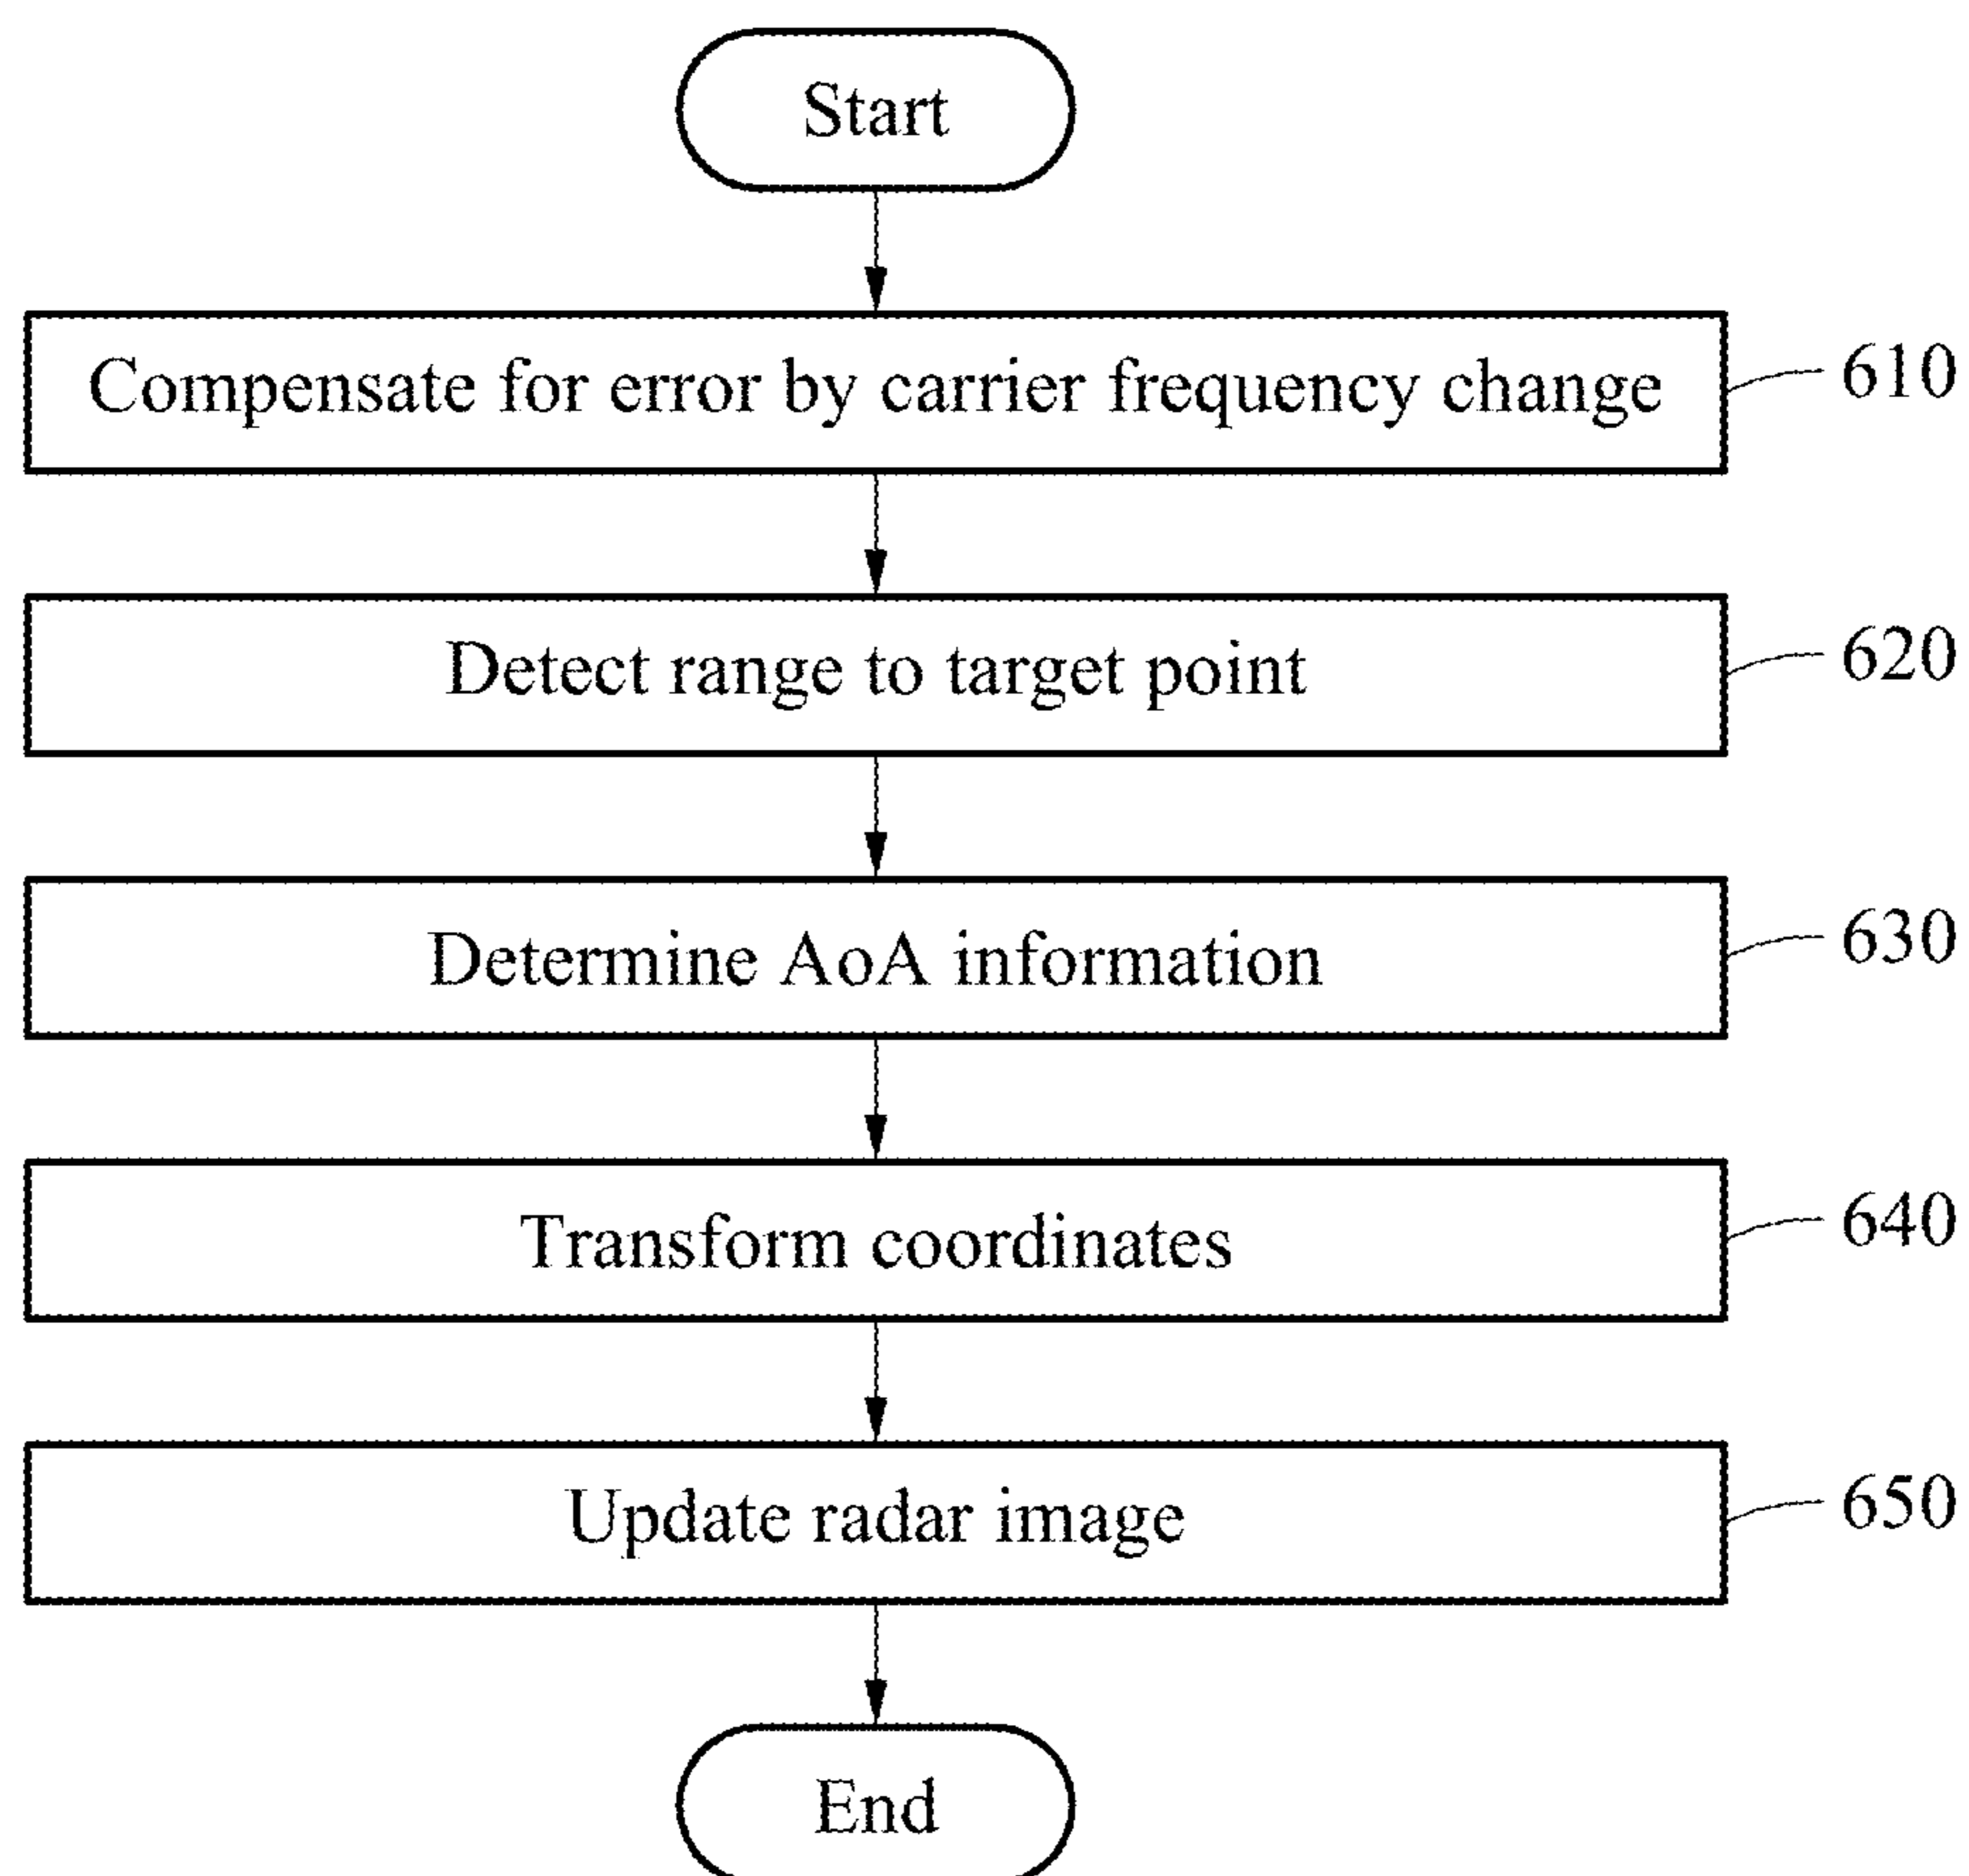 Start
Compensate for error by carrier frequency change
610
Detect range to target point
620
Determine AoA information
630
Transform coordinates
640
Update radar image
650
End